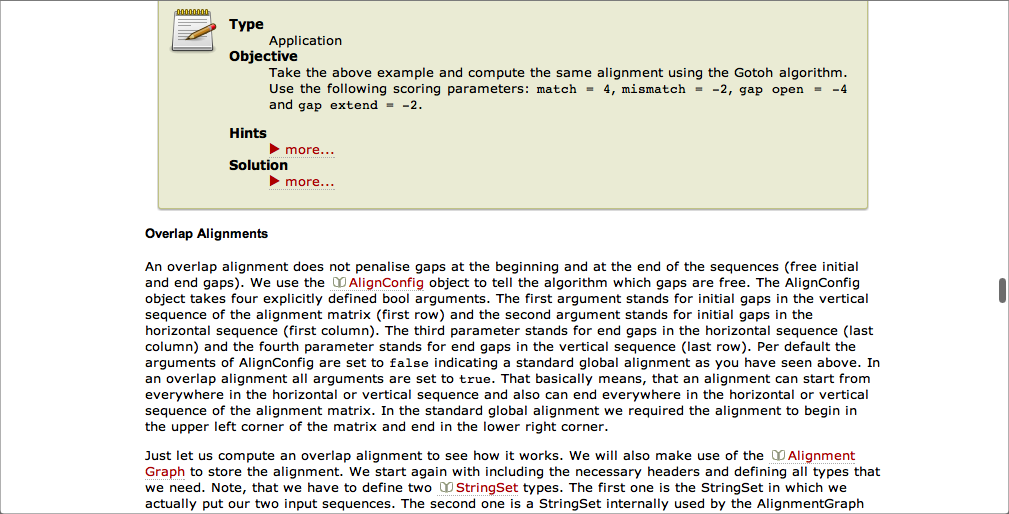 Type
Application
Objective
Take the above example and compute the same alignment using the Gotoh algorithm.
Use the following scoring parameters: match = 4, mismatch = -2, gap open = -4
and gap extend = -2.
Hints
▶ more...
Solution
▶ more...
Overlap Alignments
An overlap alignment does not penalise gaps at the beginning and at the end of the sequences (free initial
and end gaps). We use the AlignConfig object to tell the algorithm which gaps are free. The AlignConfig
object takes four explicitly defined bool arguments. The first argument stands for initial gaps in the vertical
sequence of the alignment matrix (first row) and the second argument stands for initial gaps in the
horizontal sequence (first column). The third parameter stands for end gaps in the horizontal sequence (last
column) and the fourth parameter stands for end gaps in the vertical sequence (last row). Per default the
arguments of AlignConfig are set to false indicating a standard global alignment as you have seen above. In
an overlap alignment all arguments are set to true. That basically means, that an alignment can start from
everywhere in the horizontal or vertical sequence and also can end everywhere in the horizontal or vertical
sequence of the alignment matrix. In the standard global alignment we required the alignment to begin in
the upper left corner of the matrix and end in the lower right corner.
Just let us compute an overlap alignment to see how it works. We will also make use of the Alignment
Graph to store the alignment. We start again with including the necessary headers and defining all types that
we need. Note, that we have to define two StringSet types. The first one is the StringSet in which we
actually put our two input sequences. The second one is a StringSet internally used by the AlignmentGraph